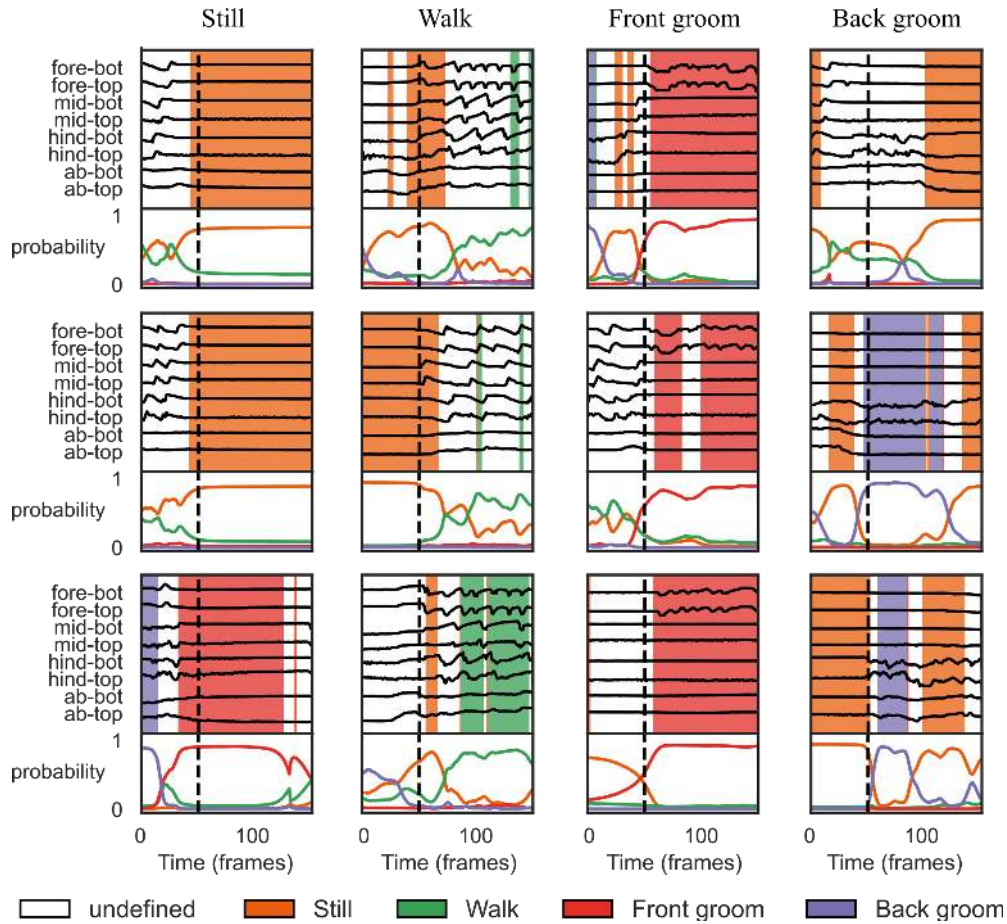 Still Walk Front groom Back groom
fore-bot
fore-top
mid-bot
mid-top
hind-bot
hind-top
ab-bot
ab-top
1
probability
0
fore-bot
fore-top
mid-bot
mid-top
hind-bot
hind-top
ab-bot
ab-top
1
probability
0
fore-bot
fore-top
mid-bot
mid-top
hind-bot
hind-top
ab-bot
ab-top
1
probability
0
0 100 0 100 0 100 0 100
Time (frames) Time (frames) Time (frames) Time (frames)
undefined Still Walk Front groom Back groom